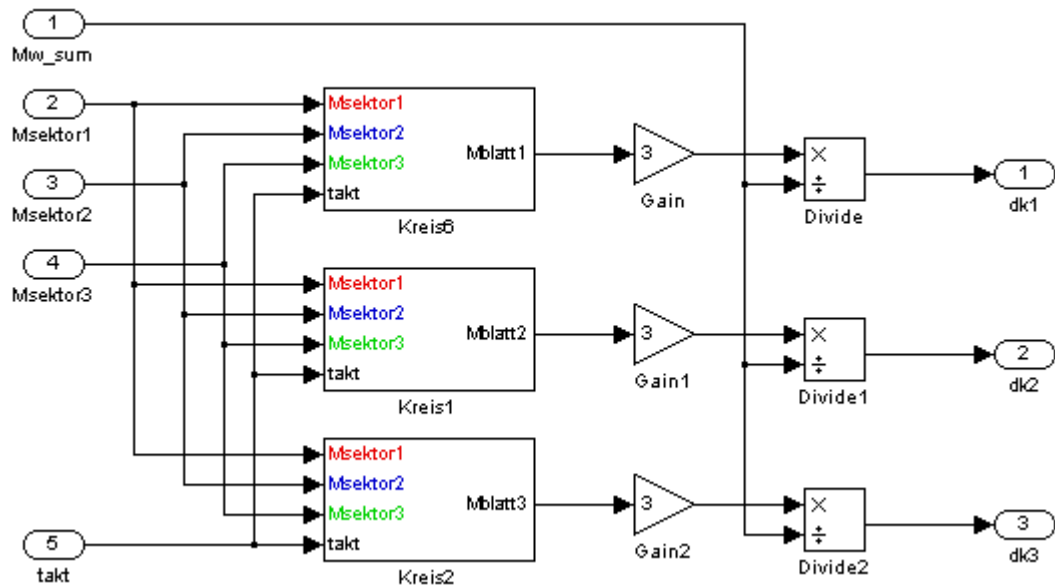 1
Mw_sum
2
Msektor1
3
Msektor2
4
Msektor3
5
takt
Msektor1
Msektor2
Msektor3
takt
Mblatt1
Kreis6
Msektor1
Msektor2
Msektor3
takt
Mblatt2
Kreis1
Msektor1
Msektor2
Msektor3
takt
Mblatt3
Kreis2
3
Gain
3
Gain1
3
Gain2
×
÷
Divide
×
÷
Divide1
×
÷
Divide2
1
dk1
2
dk2
3
dk3